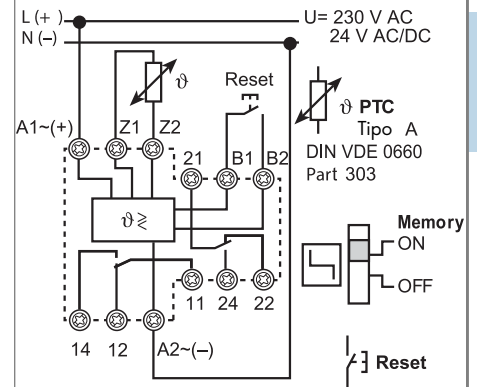 L (+)
U= 230 V AC
N (–)
24 V AC/DC
ϑ
Reset
ϑ PTC
Tipo A
DIN VDE 0660
Part 303
A1~(+)
Z1
Z2
21
B1
B2
ϑ≷
Memory
ON
OFF
11
24
22
14
12
A2~(–)
Reset